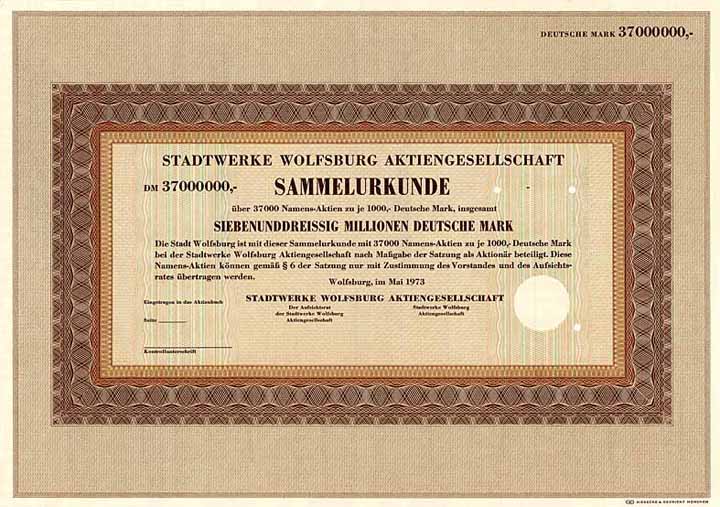 DEUTSCHE MARK 37000000,-
STADTWERKE WOLFSBURG AKTIENGESELLSCHAFT
DM 37000000,- SAMMELURKUNDE -
über 37000 Namens-Aktien zu je 1000,- Deutsche Mark, insgesamt
SIEBENUNDDREISSIG MILLIONEN DEUTSCHE MARK
Die Stadt Wolfsburg ist mit dieser Sammelurkunde mit 37000 Namens-Aktien zu je 1000,- Deutsche Mark
bei der Stadtwerke Wolfsburg Aktiengesellschaft nach Maßgabe der Satzung als Aktionär beteiligt. Diese
Namens-Aktien können gemäß § 6 der Satzung nur mit Zustimmung des Vorstandes und des Aufsichts-
rates übertragen werden.
Wolfsburg, im Mai 1973
Eingetragen in das Aktienbuch
STADTWERKE WOLFSBURG AKTIENGESELLSCHAFT
Der Aufsichtsrat
der Stadtwerke Wolfsburg
Aktiengesellschaft
Stadtwerke Wolfsburg
Aktiengesellschaft
Seite
Kontrollunterschrift
GIESECKE & DEVRIENT MÜNCHEN